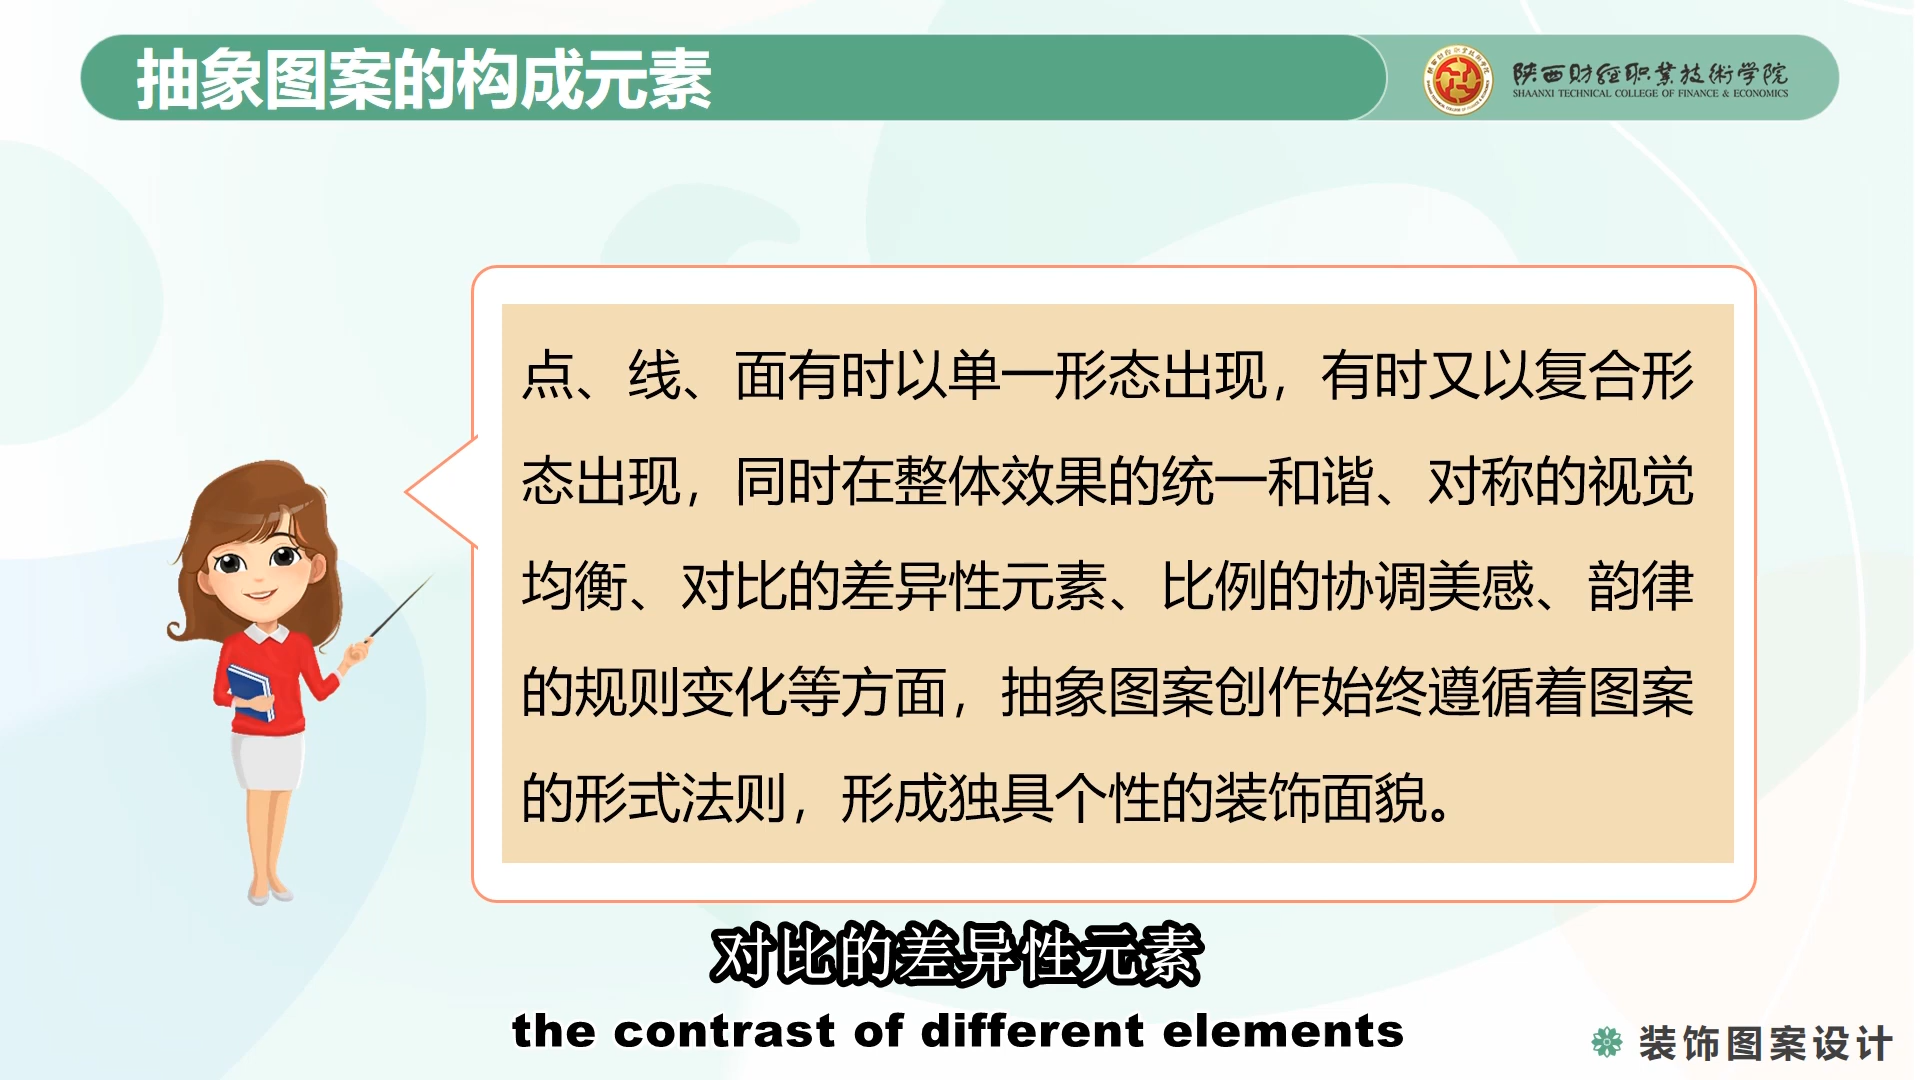 抽象图案的构成元素
陕西财经职业技術学院
SHAANXI TECHNICAL COLLEGE OF FINANCE & ECONOMICS
点、线、面有时以单一形态出现，有时又以复合形
态出现，同时在整体效果的统一和谐、对称的视觉
均衡、对比的差异性元素、比例的协调美感、韵律
的规则变化等方面，抽象图案创作始终遵循着图案
的形式法则，形成独具个性的装饰面貌。
对比的差异性元素
the contrast of different elements
装饰图案设计